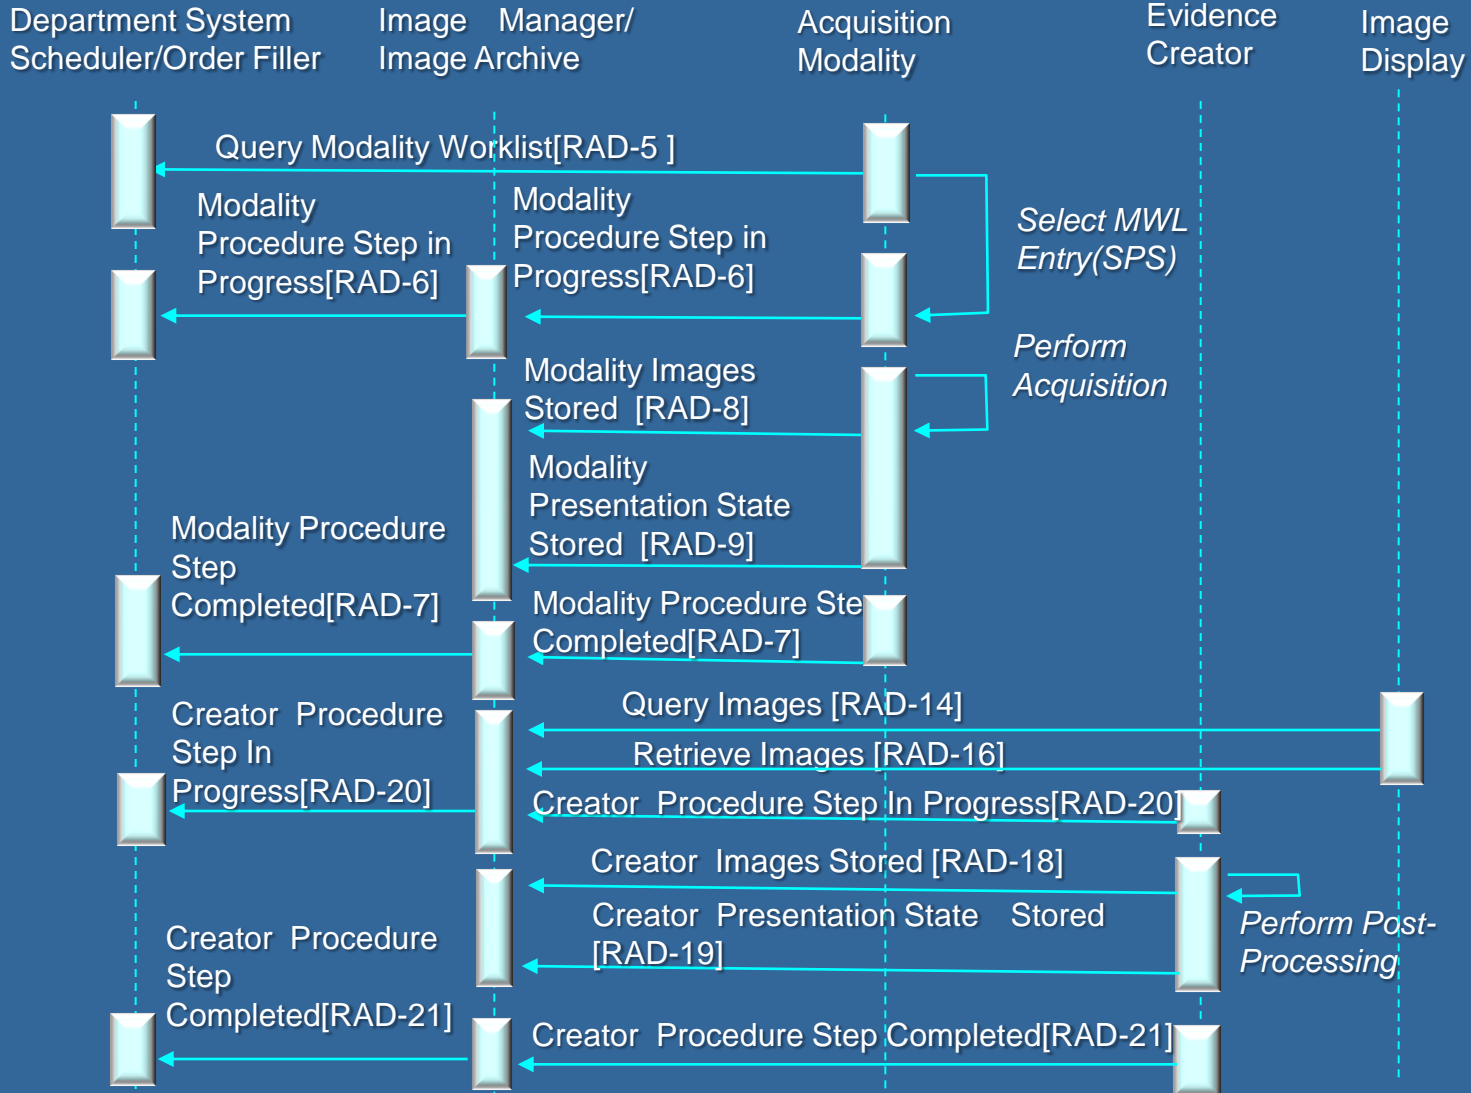 Department System
Scheduler/Order Filler
Image Manager/
Image Archive
Acquisition
Modality
Evidence
Creator
Image
Display
Query Modality Worklist[RAD-5 ]
Modality
Procedure Step in
Progress[RAD-6]
Modality
Procedure Step in
Progress[RAD-6]
Select MWL
Entry(SPS)
Perform
Acquisition
Modality Images
Stored [RAD-8]
Modality
Presentation State
Stored [RAD-9]
Modality Procedure
Step
Completed[RAD-7]
Modality Procedure Ste
Completed[RAD-7]
Query Images [RAD-14]
Retrieve Images [RAD-16]
Creator Procedure
Step In
Progress[RAD-20]
Creator Procedure Step In Progress[RAD-20]
Creator Images Stored [RAD-18]
Creator Presentation State Stored
[RAD-19]
Perform Post-
Processing
Creator Procedure
Step
Completed[RAD-21]
Creator Procedure Step Completed[RAD-21]